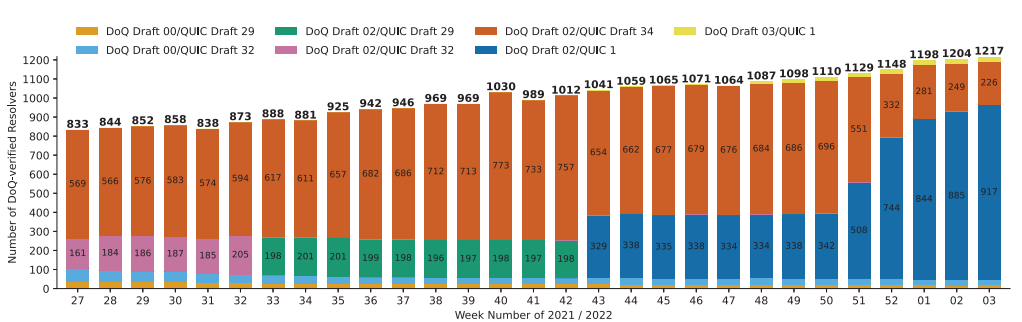 DoQ Draft 00/QUIC Draft 29 DoQ Draft 02/QUIC Draft 29 DoQ Draft 02/QUIC Draft 34 DoQ Draft 03/QUIC 1
DoQ Draft 00/QUIC Draft 32 DoQ Draft 02/QUIC Draft 32 DoQ Draft 02/QUIC 1
Number of DoQ-verified Resolvers
1200
1100
1000
900
800
700
600
500
400
300
200
100
0
833 844 852 858 838 873 888 881 925 942 946 969 969 1030 989 1012 1041 1059 1065 1071 1064 1087 1098 1110 1129 1148 1198 1204 1217
569 566 576 583 574 594 617 611 657 682 686 712 713 773 733 757 654 662 677 679 676 684 686 696 551 332 281 249 226
161 184 186 187 185 205 198 201 201 199 198 196 197 198 197 198 329 338 335 338 334 334 338 342 508 744 844 885 917
27 28 29 30 31 32 33 34 35 36 37 38 39 40 41 42 43 44 45 46 47 48 49 50 51 52 01 02 03
Week Number of 2021 / 2022